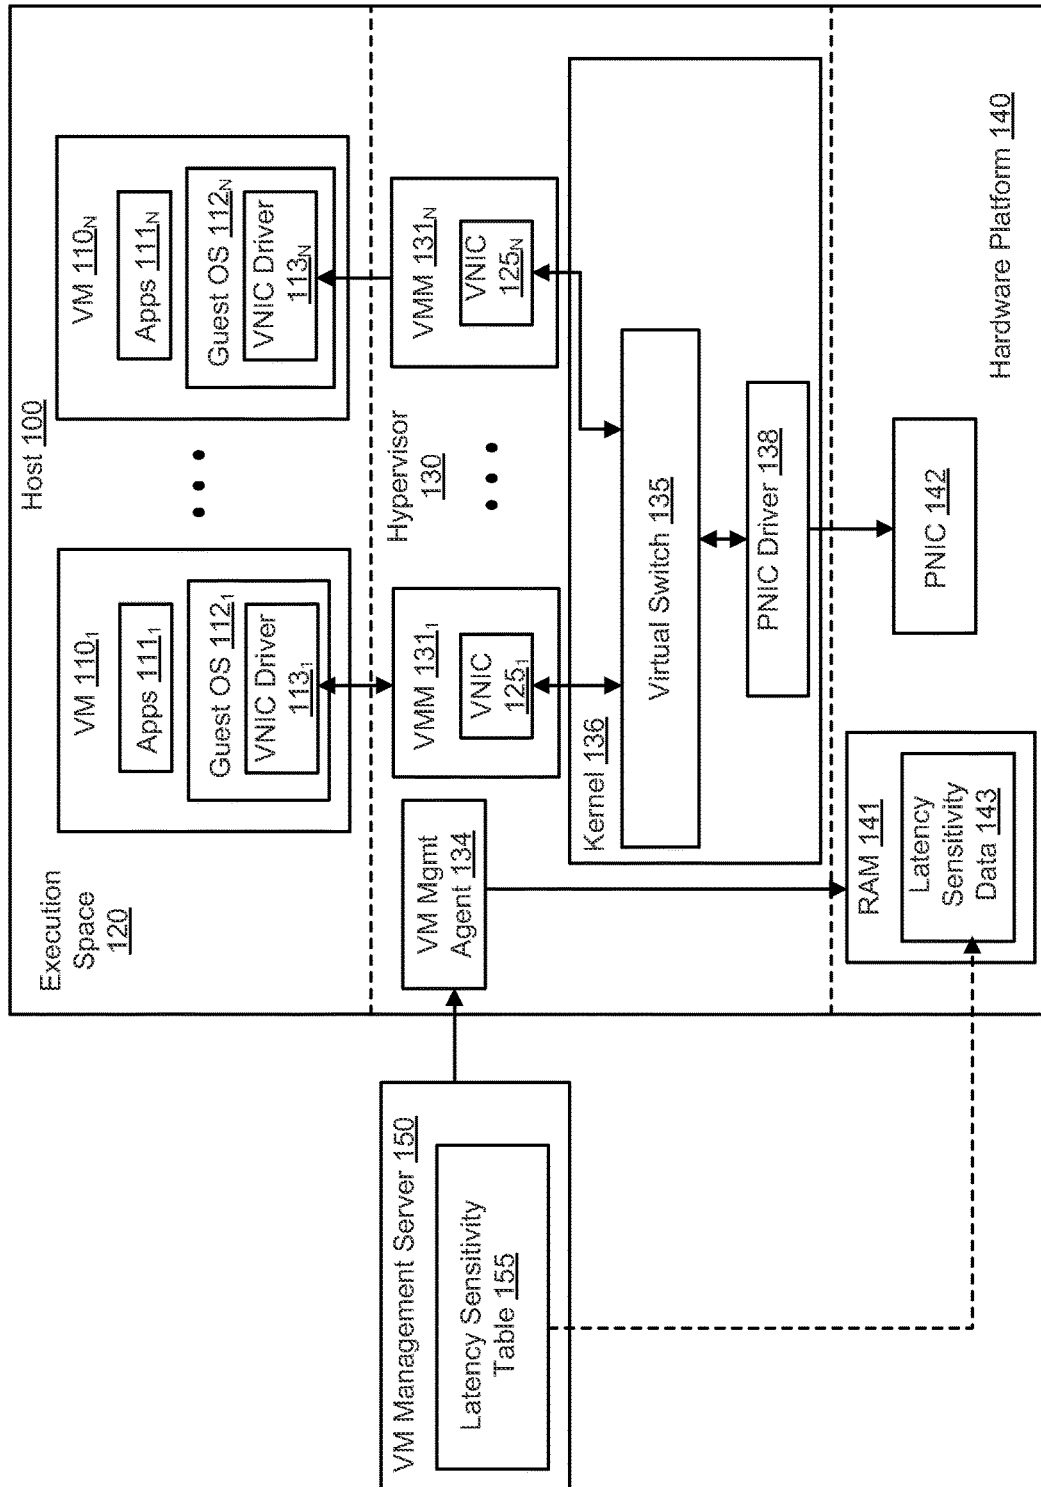 Host 100
Execution
Space
120
VM 110₁
Apps 111₁
Guest OS 112₁
VNIC Driver
113₁
VM 110N
Apps 111N
Guest OS 112N
VNIC Driver
113N
VM Management Server 150
Latency Sensitivity
Table 155
VM Mgmt
Agent 134
VMM 131₁
VNIC
125₁
Hypervisor
130
VMM 131N
VNIC
125N
Kernel 136
Virtual Switch 135
PNIC Driver 138
RAM 141
Latency
Sensitivity
Data 143
PNIC 142
Hardware Platform 140